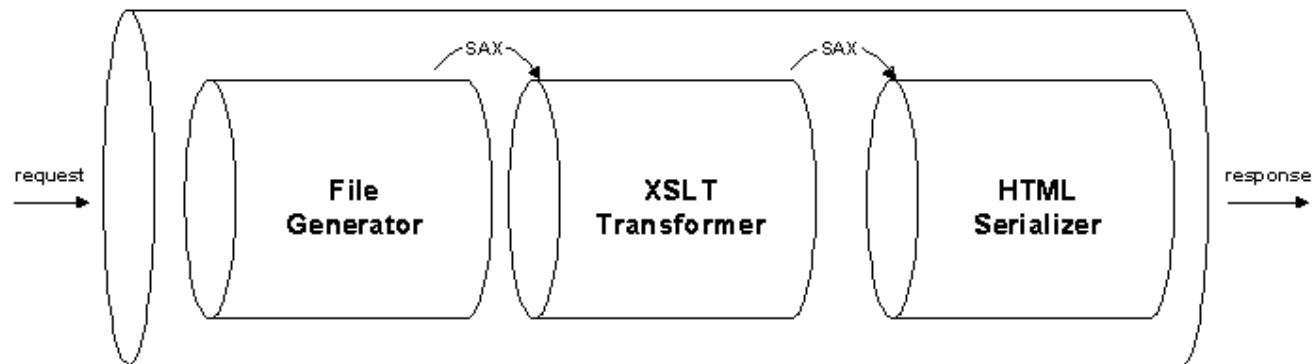 SAX
SAX
request
File
Generator
XSLT
Transformer
HTML
Serializer
response